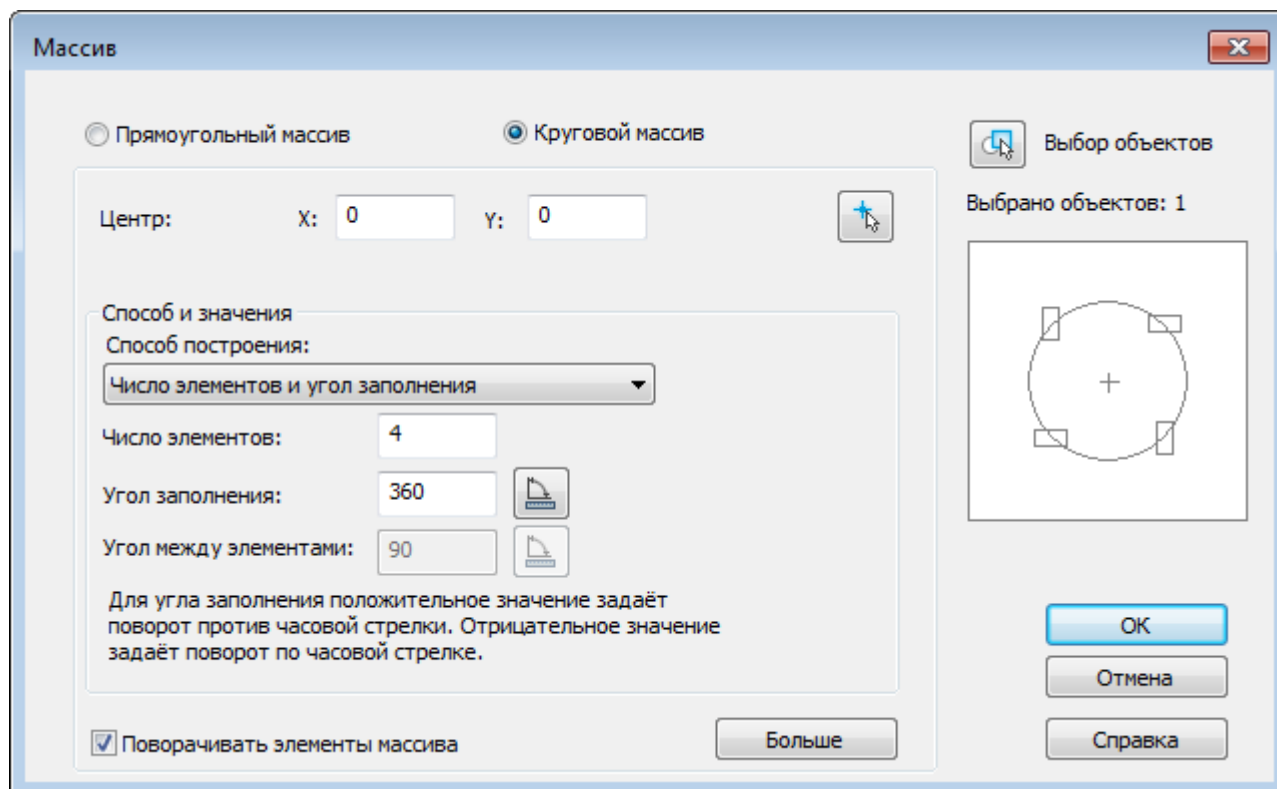 Массив
Прямоугольный массив
Круговой массив
Выбор объектов
Центр:
X: 0
Y: 0
Выбрано объектов: 1
Способ и значения
Способ построения:
Число элементов и угол заполнения
Число элементов: 4
Угол заполнения: 360
Угол между элементами: 90
Для угла заполнения положительное значение задаёт
поворот против часовой стрелки. Отрицательное значение
задаёт поворот по часовой стрелке.
Поворачивать элементы массива
Больше
ОК
Отмена
Справка